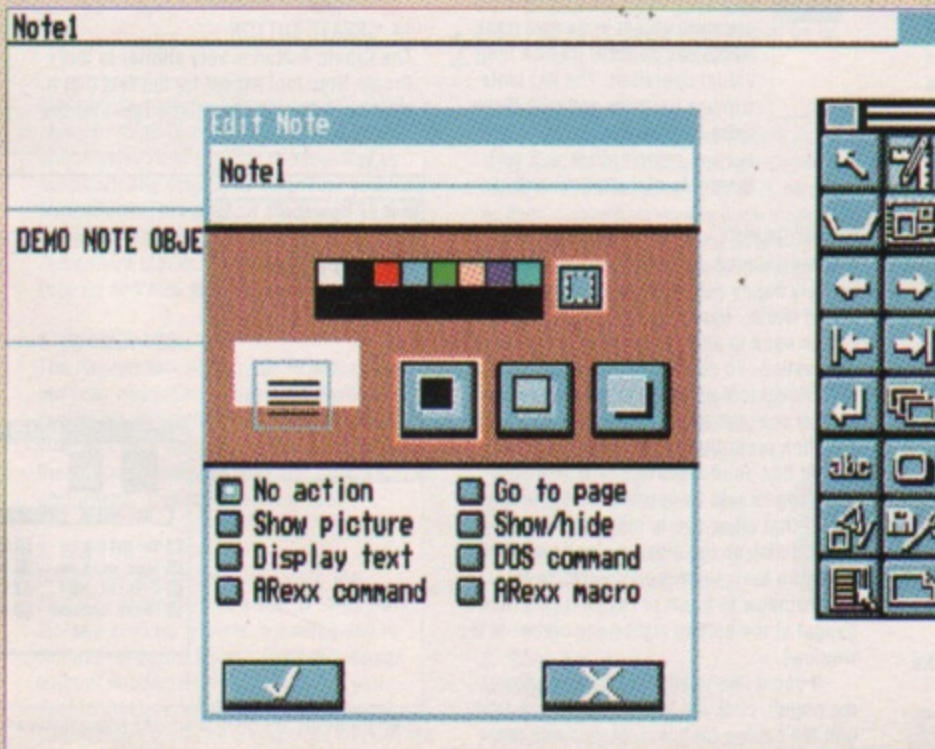 Note1
Edit Note
Note1
DEMO NOTE OBJE
No action
Go to page
Show picture
Show/hide
Display text
DOS command
ARexx command
ARexx macro
abc